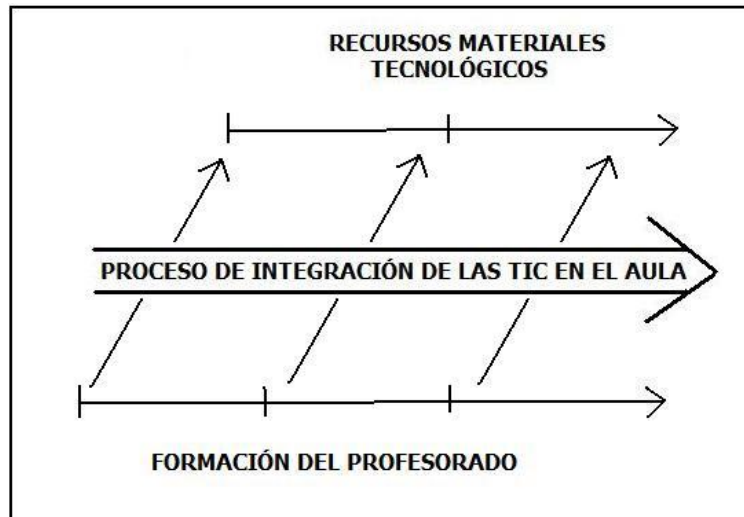 RECURSOS MATERIALES
TECNOLÓGICOS
PROCESO DE INTEGRACIÓN DE LAS TIC EN EL AULA
FORMACIÓN DEL PROFESORADO